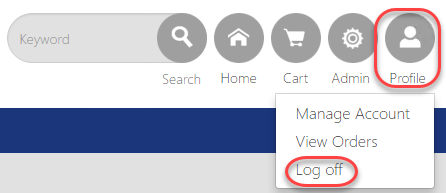 Keyword
Search Home Cart Admin Profile
Manage Account
View Orders
Log off